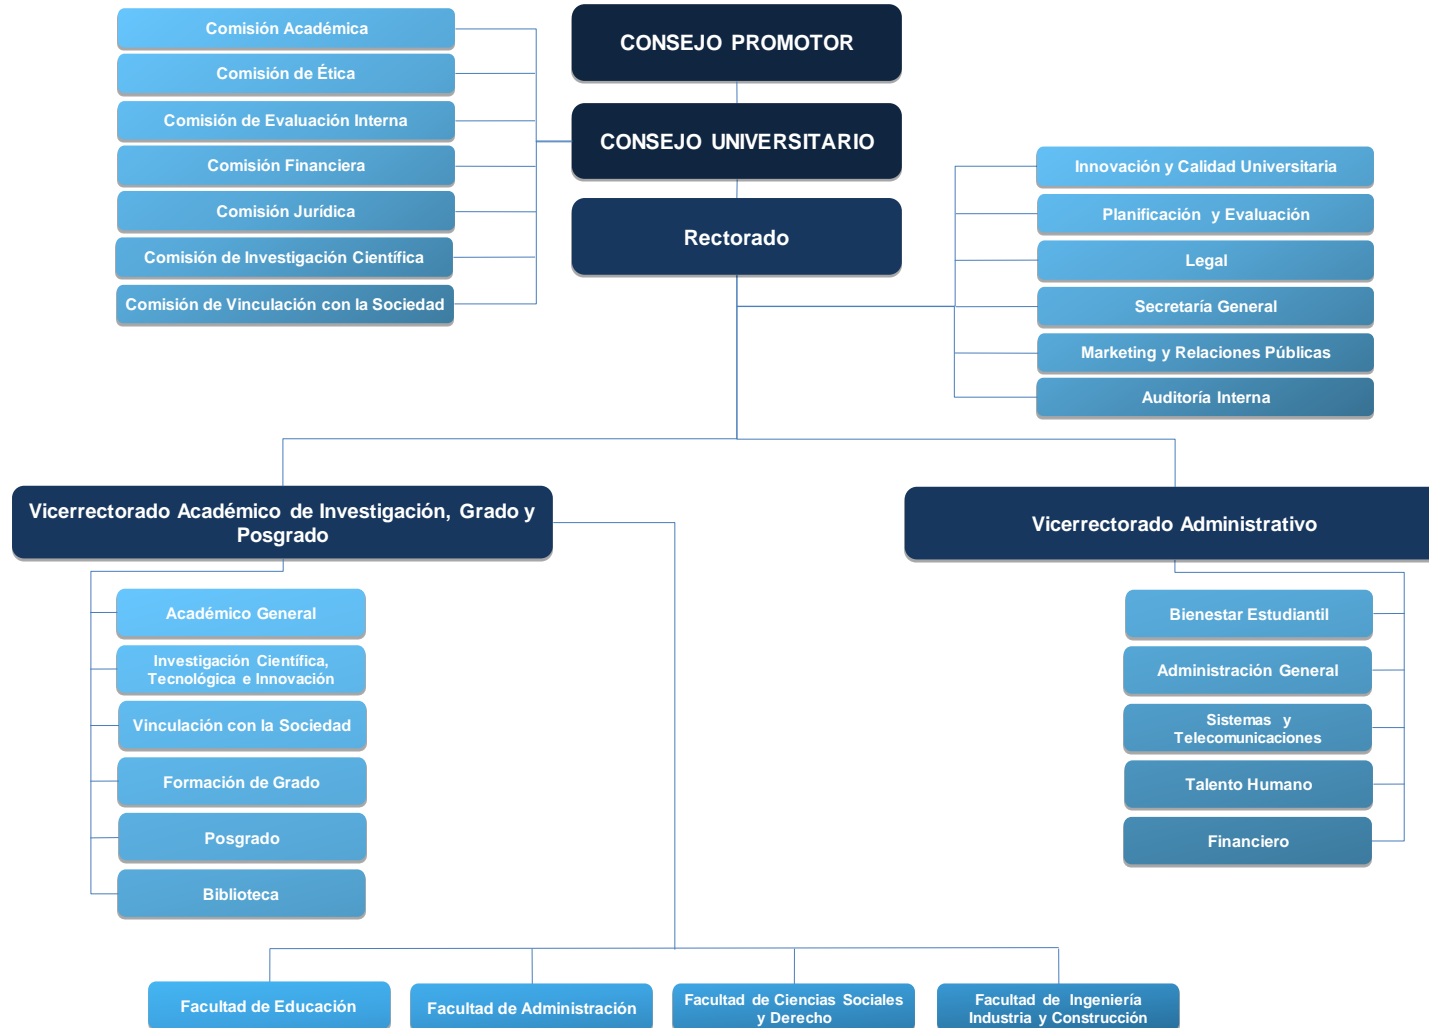 CONSEJO PROMOTOR
CONSEJO UNIVERSITARIO
Rectorado
Comisión Académica
Comisión de Ética
Comisión de Evaluación Interna
Comisión Financiera
Comisión Jurídica
Comisión de Investigación Científica
Comisión de Vinculación con la Sociedad
Innovación y Calidad Universitaria
Planificación y Evaluación
Legal
Secretaría General
Marketing y Relaciones Públicas
Auditoría Interna
Vicerrectorado Académico de Investigación, Grado y
Posgrado
Académico General
Investigación Científica,
Tecnológica e Innovación
Vinculación con la Sociedad
Formación de Grado
Posgrado
Biblioteca
Vicerrectorado Administrativo
Bienestar Estudiantil
Administración General
Sistemas y
Telecomunicaciones
Talento Humano
Financiero
Facultad de Educación
Facultad de Administración
Facultad de Ciencias Sociales
y Derecho
Facultad de Ingeniería
Industria y Construcción